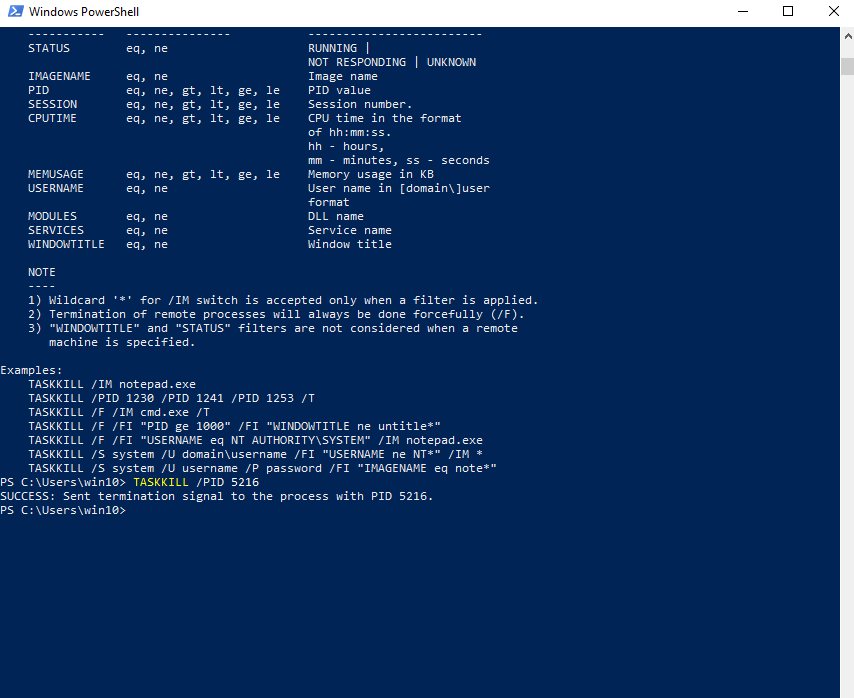 Windows PowerShell
-----------   ---------------           -------------------------
    STATUS        eq, ne                    RUNNING |
                                            NOT RESPONDING | UNKNOWN
    IMAGENAME     eq, ne                    Image name
    PID           eq, ne, gt, lt, ge, le    PID value
    SESSION       eq, ne, gt, lt, ge, le    Session number.
    CPUTIME       eq, ne, gt, lt, ge, le    CPU time in the format
                                            of hh:mm:ss.
                                            hh - hours,
                                            mm - minutes, ss - seconds
    MEMUSAGE      eq, ne, gt, lt, ge, le    Memory usage in KB
    USERNAME      eq, ne                    User name in [domain\]user
                                            format
    MODULES       eq, ne                    DLL name
    SERVICES      eq, ne                    Service name
    WINDOWTITLE   eq, ne                    Window title

    NOTE
    ----
    1) Wildcard '*' for /IM switch is accepted only when a filter is applied.
    2) Termination of remote processes will always be done forcefully (/F).
    3) "WINDOWTITLE" and "STATUS" filters are not considered when a remote
       machine is specified.

Examples:
    TASKKILL /IM notepad.exe
    TASKKILL /PID 1230 /PID 1241 /PID 1253 /T
    TASKKILL /F /IM cmd.exe /T
    TASKKILL /F /FI "PID ge 1000" /FI "WINDOWTITLE ne untitle*"
    TASKKILL /F /FI "USERNAME eq NT AUTHORITY\SYSTEM" /IM notepad.exe
    TASKKILL /S system /U domain\username /FI "USERNAME ne NT*" /IM *
    TASKKILL /S system /U username /P password /FI "IMAGENAME eq note*"
PS C:\Users\win10> TASKKILL /PID 5216
SUCCESS: Sent termination signal to the process with PID 5216.
PS C:\Users\win10>